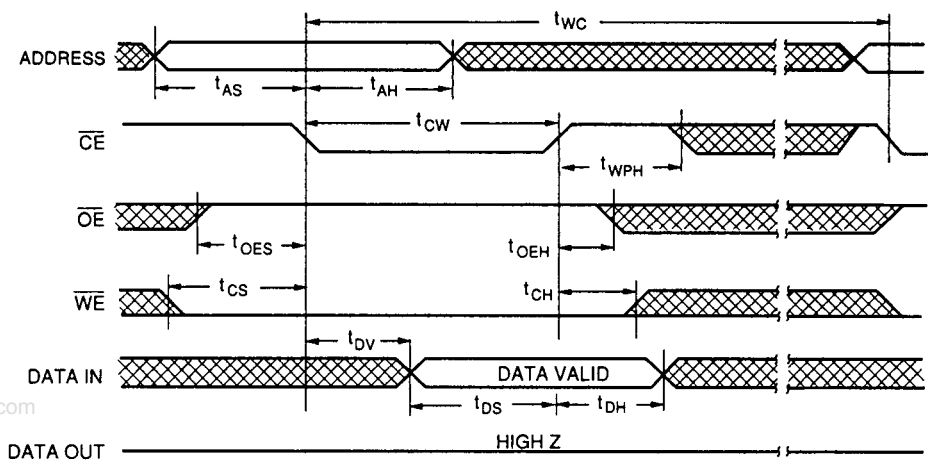 tWC
ADDRESS
tAS
tAH
tCW
CE
tWPH
OE
tOES
tOEH
tCS
tCH
WE
tDV
DATA IN
DATA VALID
tDS
tDH
com
HIGH Z
DATA OUT